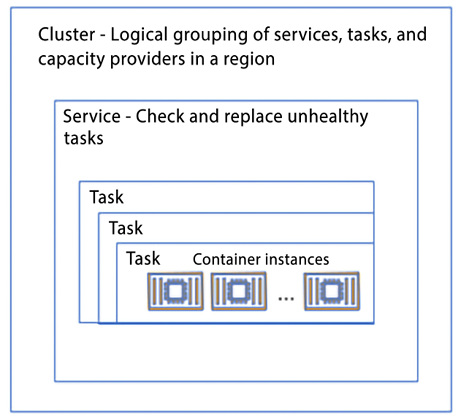 Cluster - Logical grouping of services, tasks, and
capacity providers in a region
Service - Check and replace unhealthy
tasks
Task
Task
Task Container instances
...